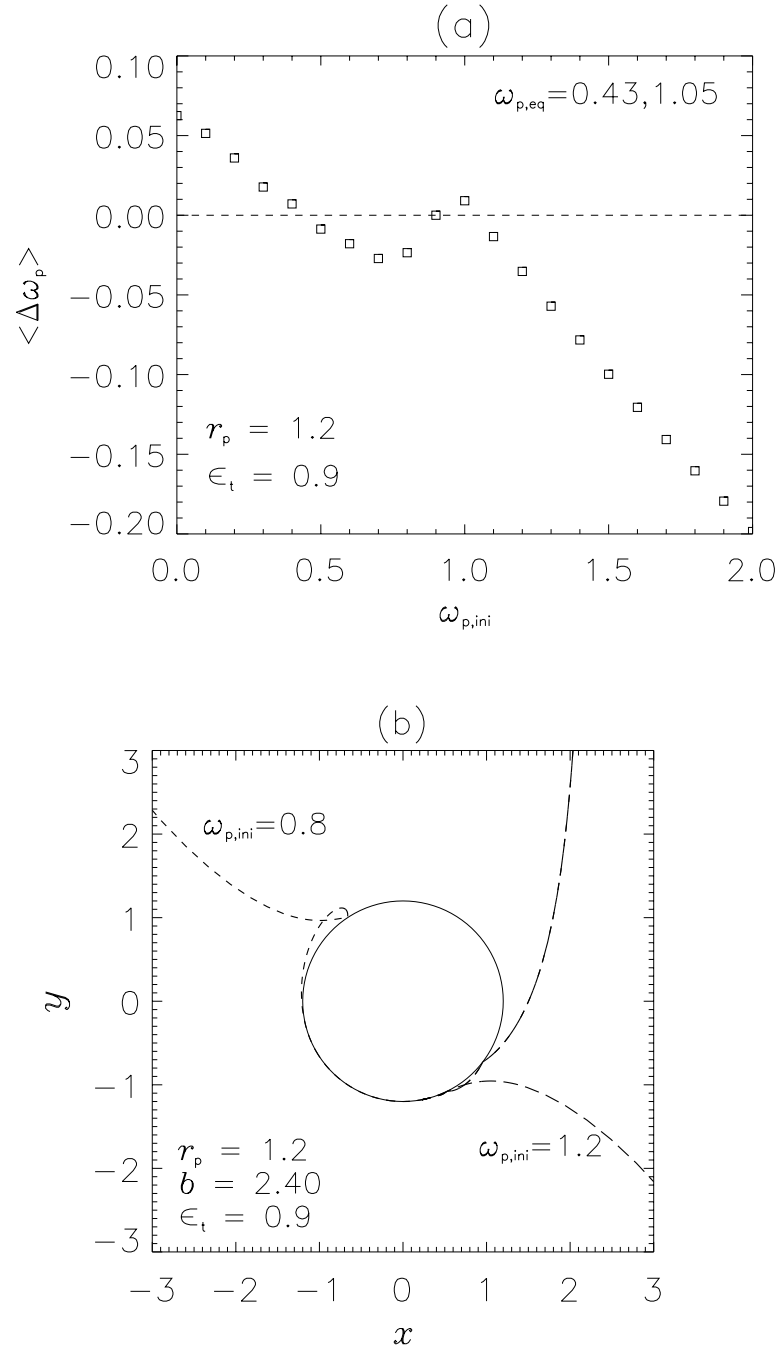 (a)
0.10
ω_p,eq=0.43,1.05
0.05
0.00
−0.05
<Δω_p>
−0.10
r_p = 1.2
−0.15
ϵ_t = 0.9
−0.20
0.0 0.5 1.0 1.5 2.0
ω_p,ini
(b)
3
ω_p,ini=0.8
2
1
0
y
−1
ω_p,ini=1.2
r_p = 1.2
−2
b = 2.40
ϵ_t = 0.9
−3
−3 −2 −1 0 1 2 3
x